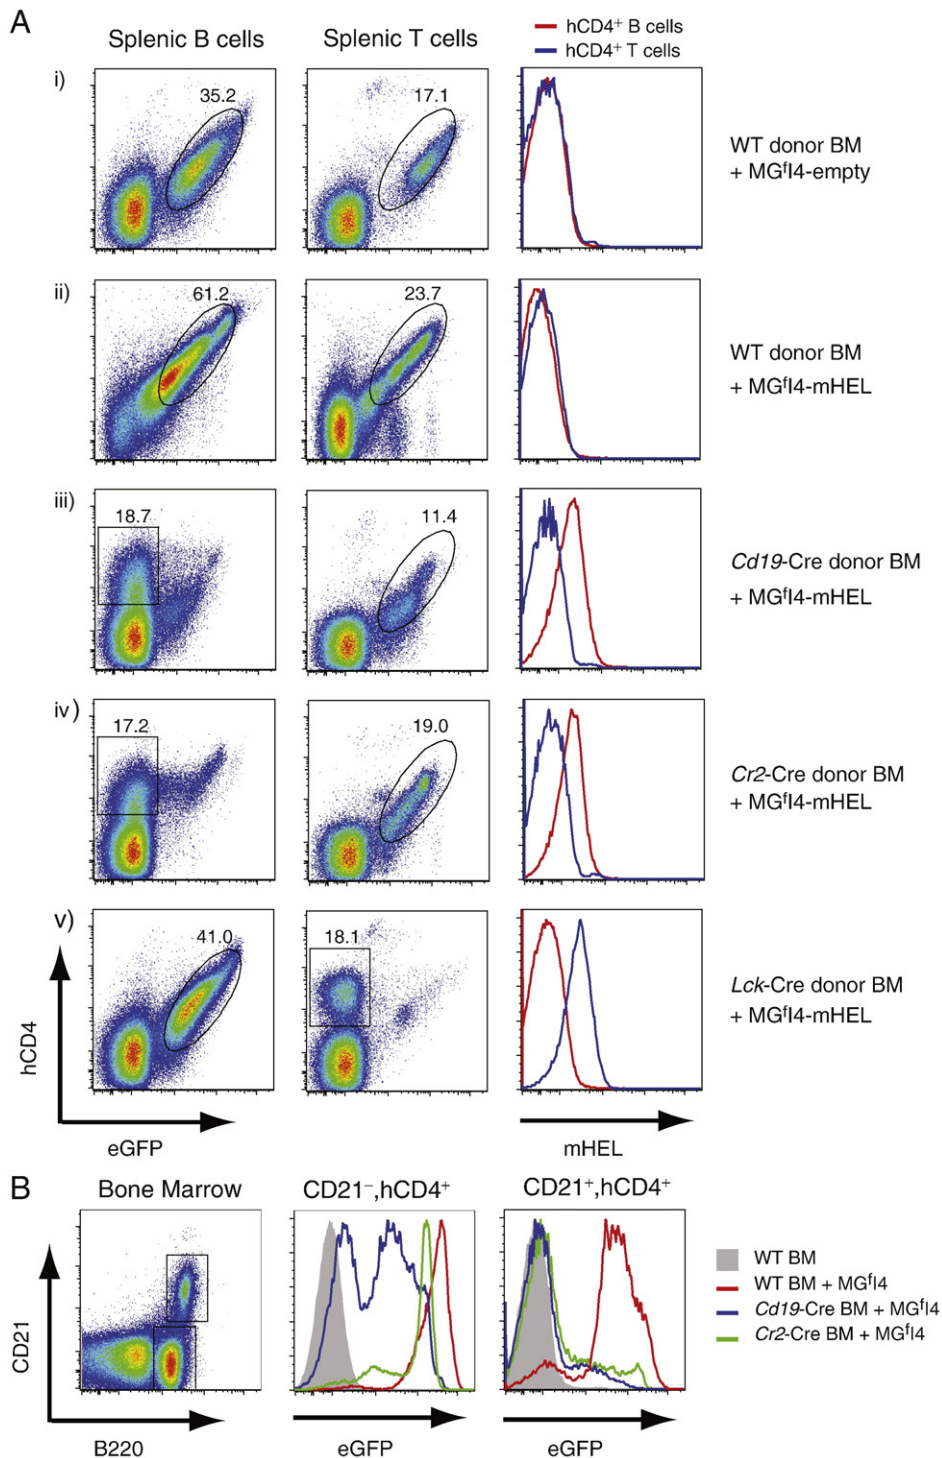 A
Splenic B cells
Splenic T cells
hCD4⁺ B cells
hCD4⁺ T cells
i)
35.2
17.1
WT donor BM
+ MGᶠI4-empty
ii)
61.2
23.7
WT donor BM
+ MGᶠI4-mHEL
iii)
18.7
11.4
Cd19-Cre donor BM
+ MGᶠI4-mHEL
iv)
17.2
19.0
Cr2-Cre donor BM
+ MGᶠI4-mHEL
v)
41.0
18.1
Lck-Cre donor BM
+ MGᶠI4-mHEL
hCD4
eGFP
mHEL
B
Bone Marrow
CD21⁻,hCD4⁺
CD21⁺,hCD4⁺
WT BM
WT BM + MGᶠI4
Cd19-Cre BM + MGᶠI4
Cr2-Cre BM + MGᶠI4
CD21
B220
eGFP
eGFP